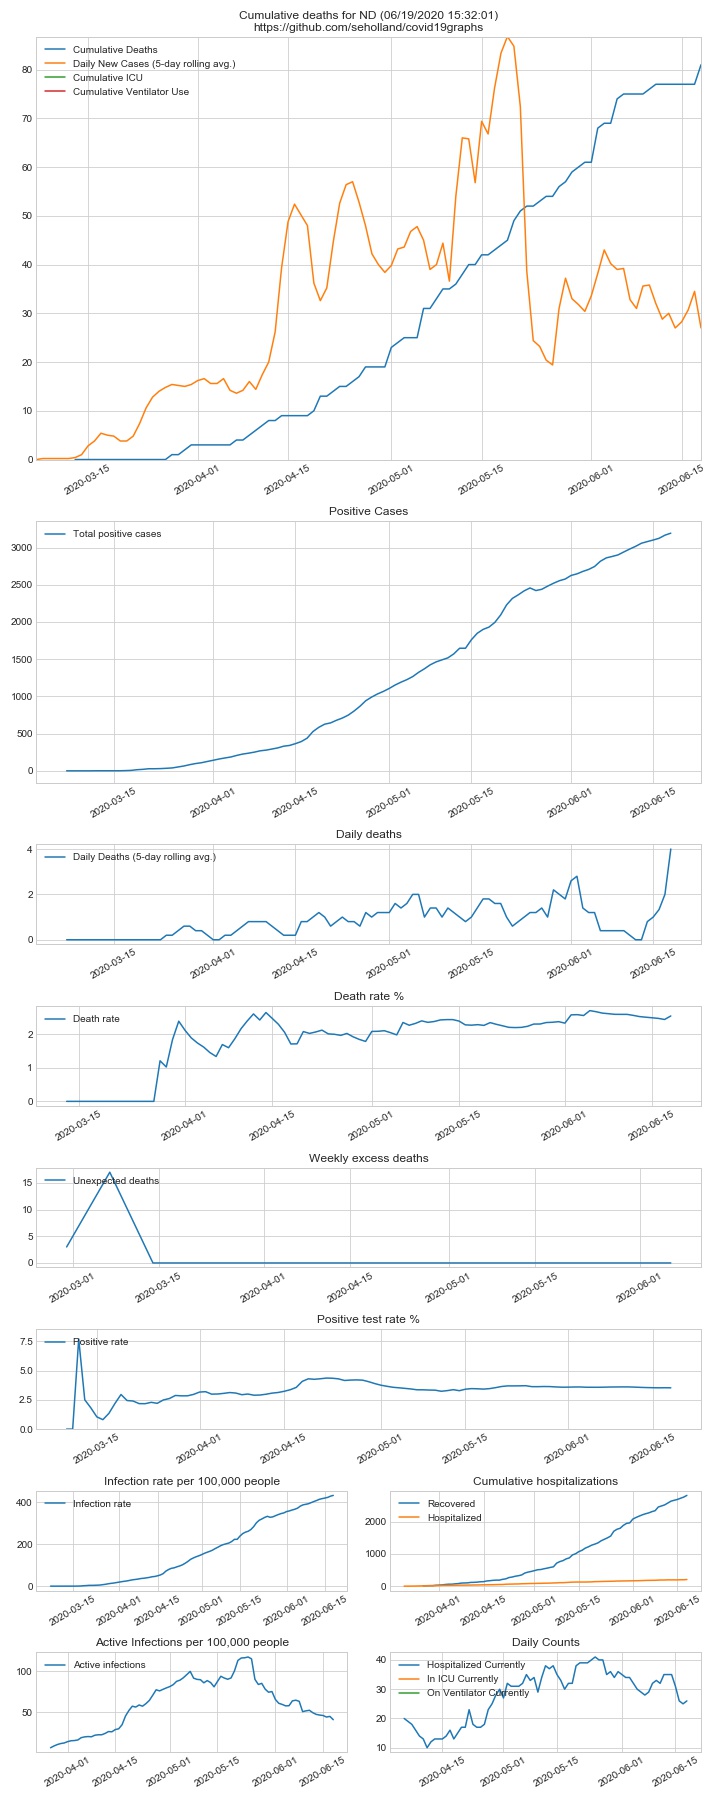 Cumulative deaths for ND (06/19/2020 15:32:01)
https://github.com/seholland/covid19graphs
Cumulative Deaths
Daily New Cases (5-day rolling avg.)
Cumulative ICU
Cumulative Ventilator Use
80
70
60
50
40
30
20
10
0
2020-03-15 2020-04-01 2020-04-15 2020-05-01 2020-05-15 2020-06-01 2020-06-15
Positive Cases
Total positive cases
3000
2500
2000
1500
1000
500
0
2020-03-15 2020-04-01 2020-04-15 2020-05-01 2020-05-15 2020-06-01 2020-06-15
Daily deaths
Daily Deaths (5-day rolling avg.)
4
2
0
2020-03-15 2020-04-01 2020-04-15 2020-05-01 2020-05-15 2020-06-01 2020-06-15
Death rate %
Death rate
2
1
0
2020-03-15 2020-04-01 2020-04-15 2020-05-01 2020-05-15 2020-06-01 2020-06-15
Weekly excess deaths
Unexpected deaths
15
10
5
0
2020-03-01 2020-03-15 2020-04-01 2020-04-15 2020-05-01 2020-05-15 2020-06-01
Positive test rate %
Positive rate
7.5
5.0
2.5
0.0
2020-03-15 2020-04-01 2020-04-15 2020-05-01 2020-05-15 2020-06-01 2020-06-15
Infection rate per 100,000 people
Infection rate
400
200
0
2020-03-15 2020-04-01 2020-04-15 2020-05-01 2020-05-15 2020-06-01 2020-06-15
Cumulative hospitalizations
Recovered
Hospitalized
2000
1000
0
2020-04-01 2020-04-15 2020-05-01 2020-05-15 2020-06-01 2020-06-15
Active Infections per 100,000 people
Active infections
100
50
2020-04-01 2020-04-15 2020-05-01 2020-05-15 2020-06-01 2020-06-15
Daily Counts
Hospitalized Currently
In ICU Currently
On Ventilator Currently
40
30
20
10
2020-04-15 2020-05-01 2020-05-15 2020-06-01 2020-06-15